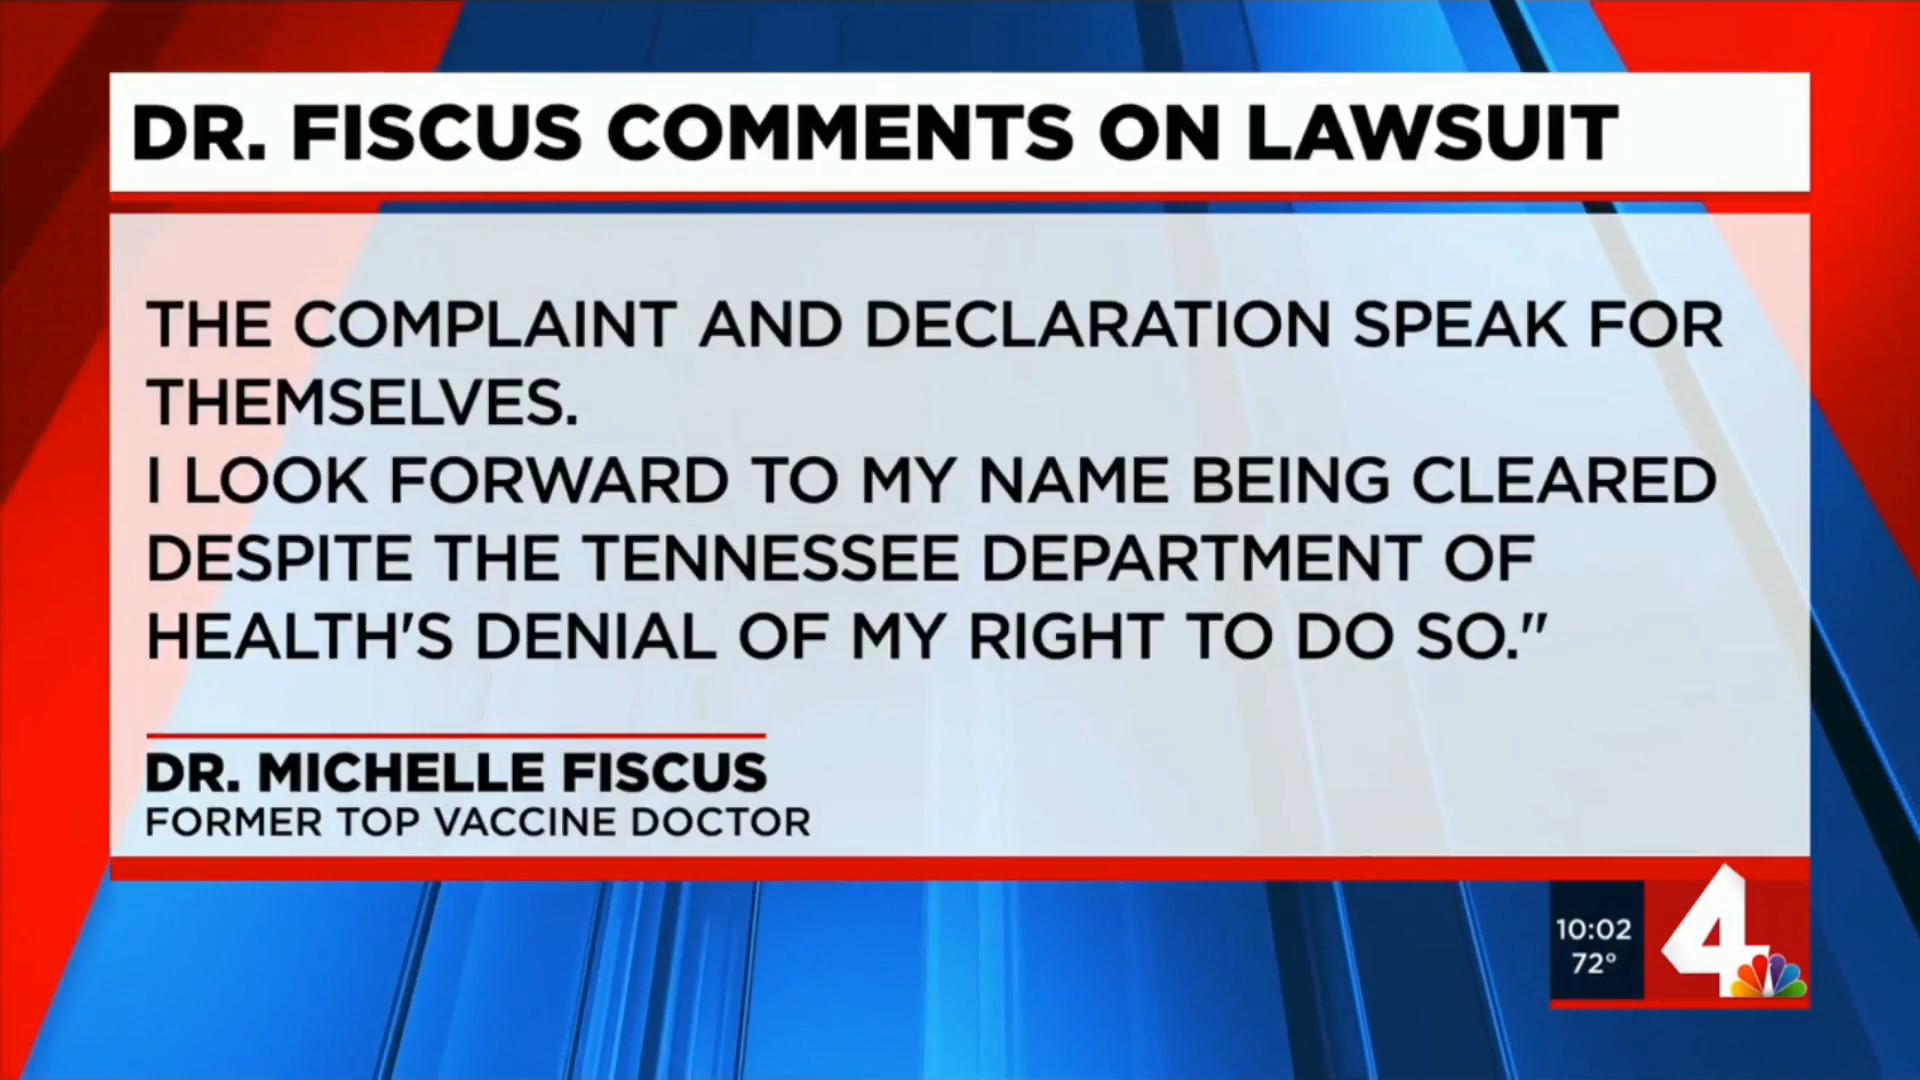 DR. FISCUS COMMENTS ON LAWSUIT
THE COMPLAINT AND DECLARATION SPEAK FOR
THEMSELVES.
I LOOK FORWARD TO MY NAME BEING CLEARED
DESPITE THE TENNESSEE DEPARTMENT OF
HEALTH'S DENIAL OF MY RIGHT TO DO SO."
DR. MICHELLE FISCUS
FORMER TOP VACCINE DOCTOR
10:02
72°
4